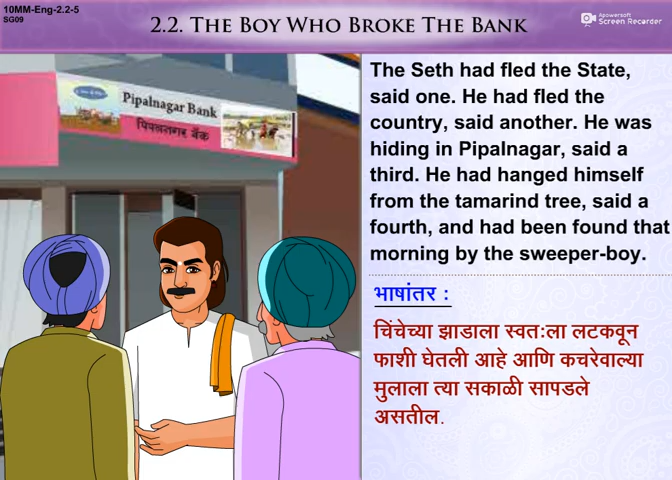 10MM-Eng-2.2-5
SG09
2.2. THE BOY WHO BROKE THE BANK
Apowersoft
Screen Recorder
Pipalnagar Bank
पिपलनगर बैंक
The Seth had fled the State,
said one. He had fled the
country, said another. He was
hiding in Pipalnagar, said a
third. He had hanged himself
from the tamarind tree, said a
fourth, and had been found that
morning by the sweeper-boy.
भाषांतर :
चिंचेच्या झाडाला स्वतःला लटकवून
फाशी घेतली आहे आणि कचरेवाल्या
मुलाला त्या सकाळी सापडले
असतील.